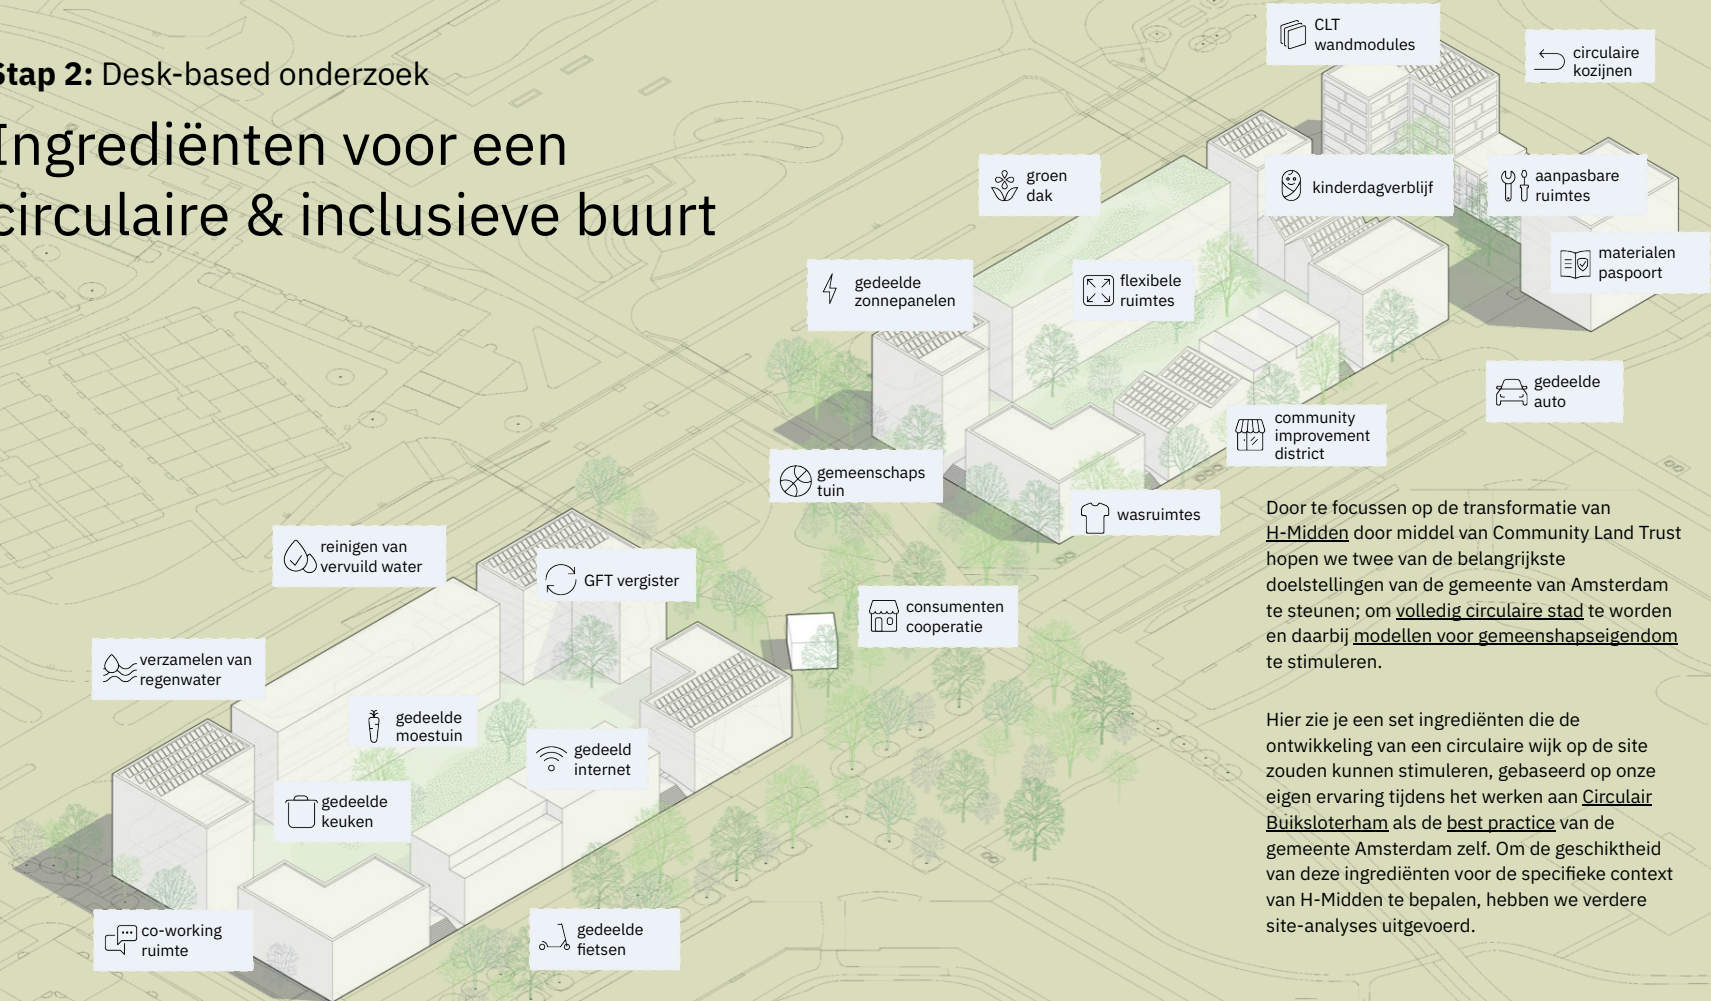 Stap 2: Desk-based onderzoek
Ingrediënten voor een
circulaire & inclusieve buurt
CLT
wandmodules
circulaire
kozijnen
groen
dak
kinderdagverblijf
aanpasbare
ruimtes
materialen
paspoort
gedeelde
zonnepanelen
flexibele
ruimtes
gedeelde
auto
community
improvement
district
gemeenschaps
tuin
wasruimtes
reinigen van
vervuild water
GFT vergister
consumenten
cooperatie
verzamelen van
regenwater
gedeelde
moestuin
gedeeld
internet
gedeelde
keuken
co-working
ruimte
gedeelde
fietsen
Door te focussen op de transformatie van
H-Midden door middel van Community Land Trust
hopen we twee van de belangrijkste
doelstellingen van de gemeente van Amsterdam
te steunen; om volledig circulaire stad te worden
en daarbij modellen voor gemeenshapseigendom
te stimuleren.
Hier zie je een set ingrediënten die de
ontwikkeling van een circulaire wijk op de site
zouden kunnen stimuleren, gebaseerd op onze
eigen ervaring tijdens het werken aan Circulair
Buiksloterham als de best practice van de
gemeente Amsterdam zelf. Om de geschiktheid
van deze ingrediënten voor de specifieke context
van H-Midden te bepalen, hebben we verdere
site-analyses uitgevoerd.